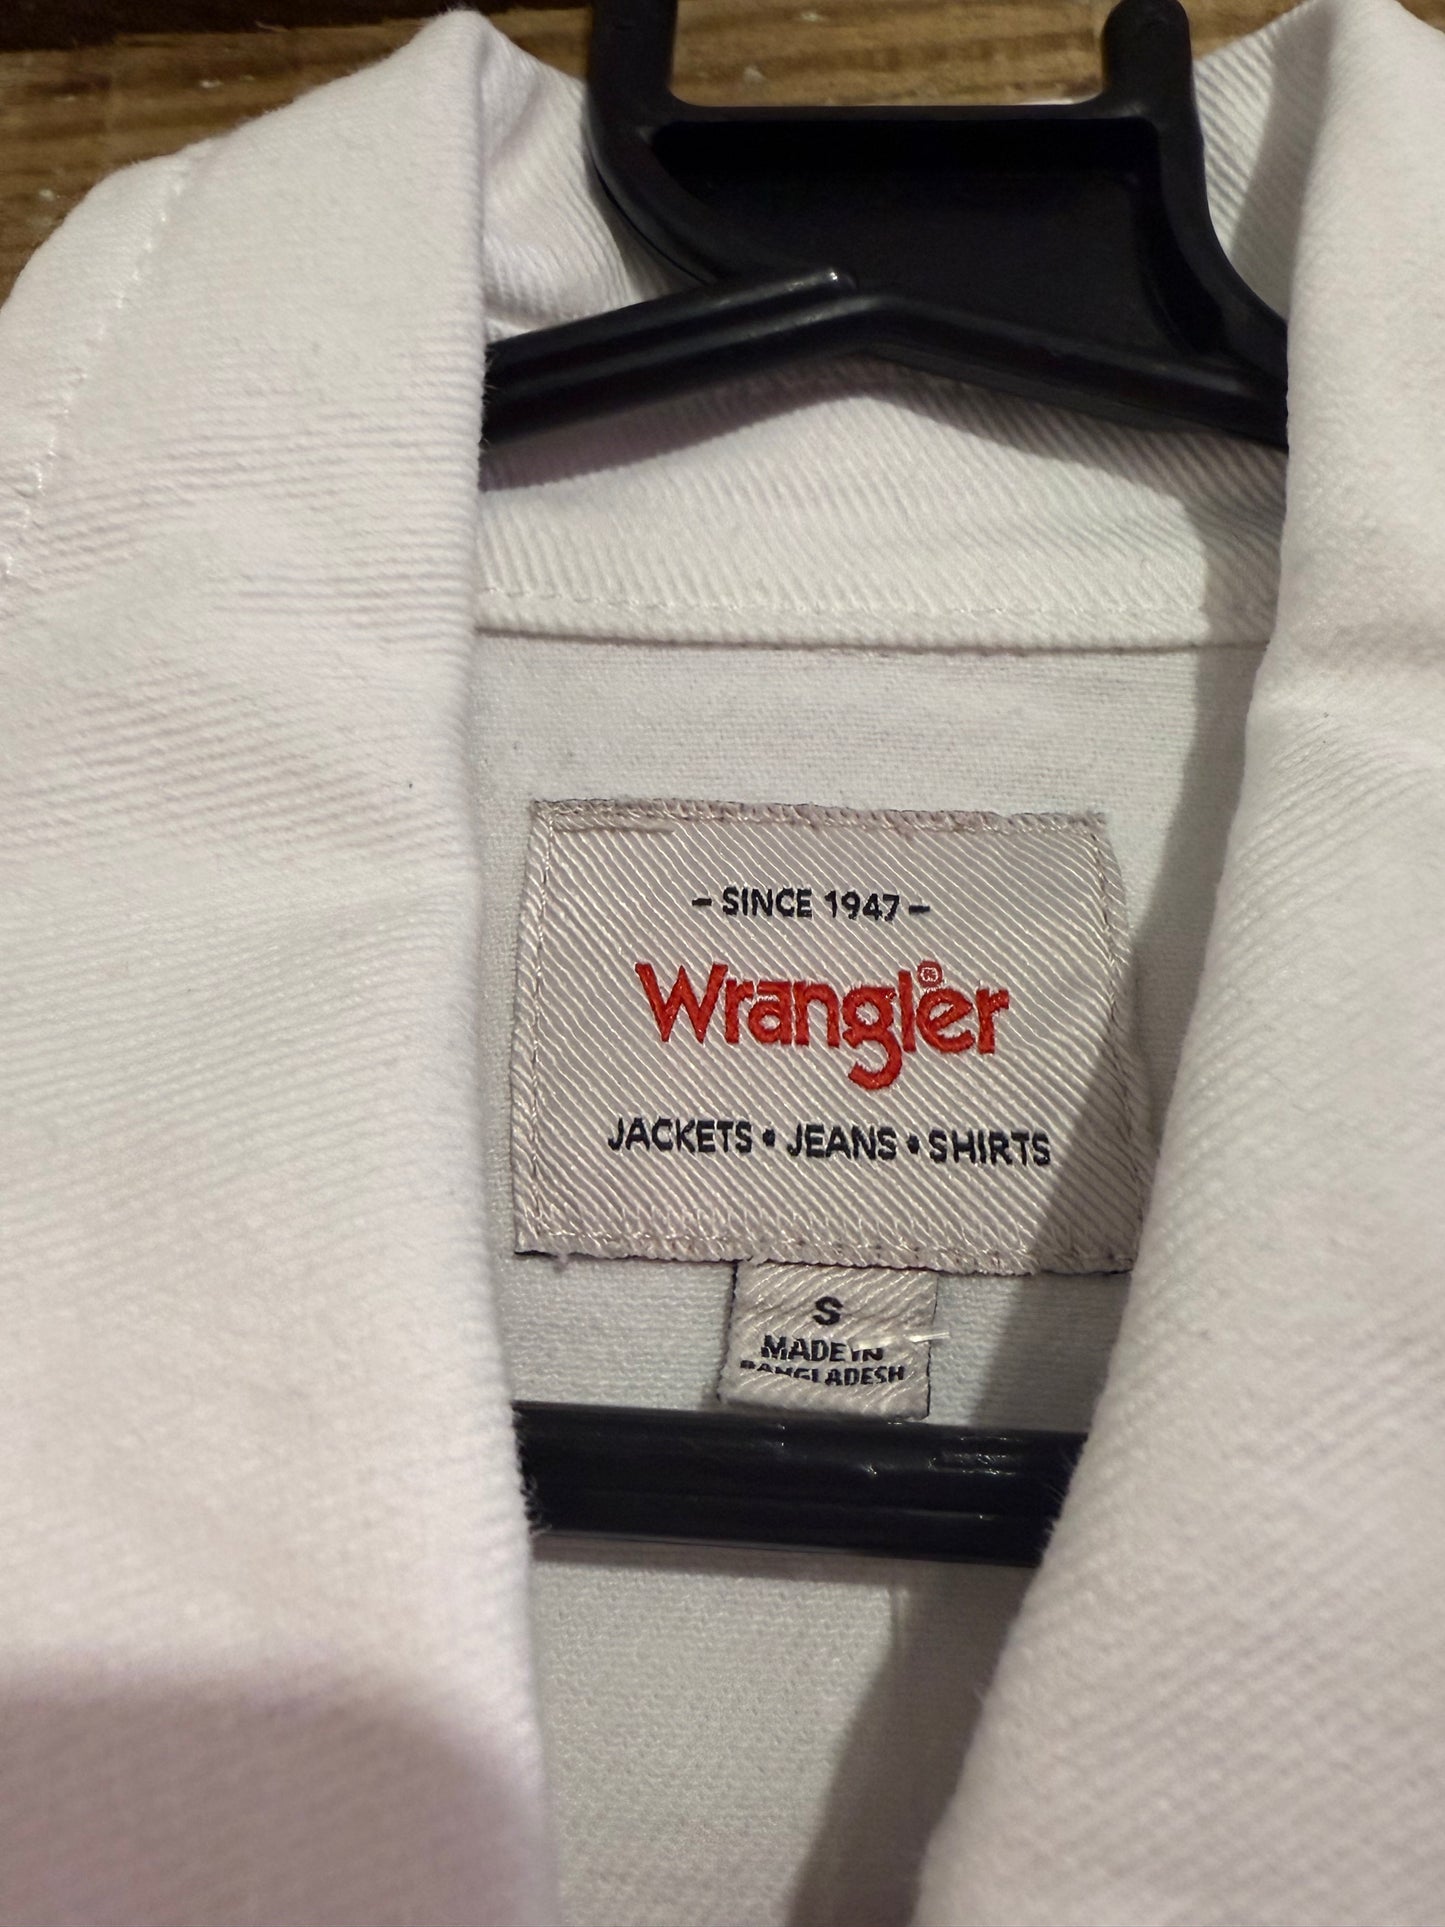 - SINCE 1947 -
Wrangler®
JACKETS • JEANS • SHIRTS
S
MADE IN
BANGLADESH